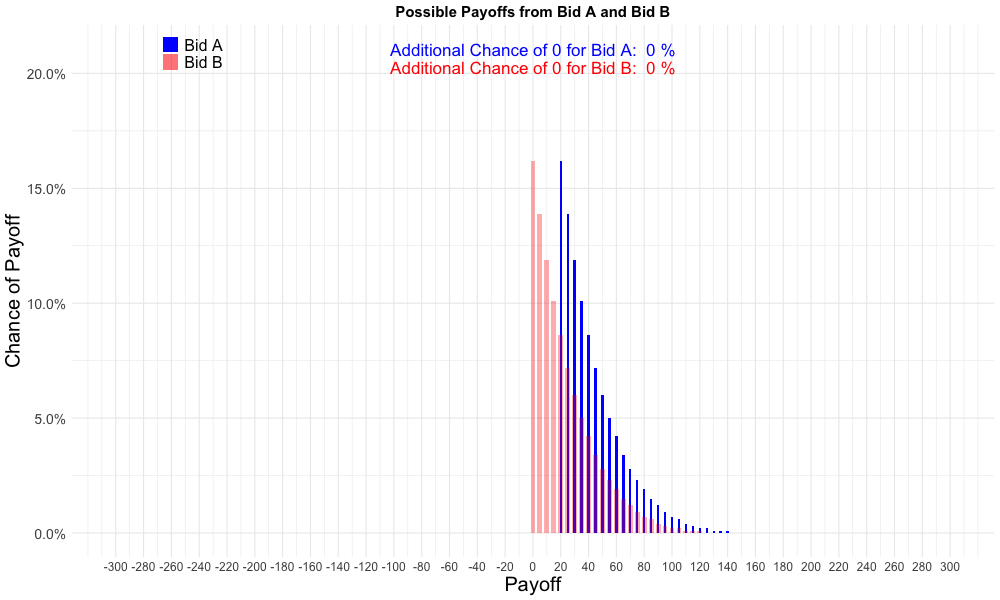 Possible Payoffs from Bid A and Bid B
Bid A
Bid B
Additional Chance of 0 for Bid A:  0 %
Additional Chance of 0 for Bid B:  0 %
Chance of Payoff
20.0%
15.0%
10.0%
5.0%
0.0%
-300 -280 -260 -240 -220 -200 -180 -160 -140 -120 -100 -80 -60 -40 -20 0 20 40 60 80 100 120 140 160 180 200 220 240 260 280 300
Payoff